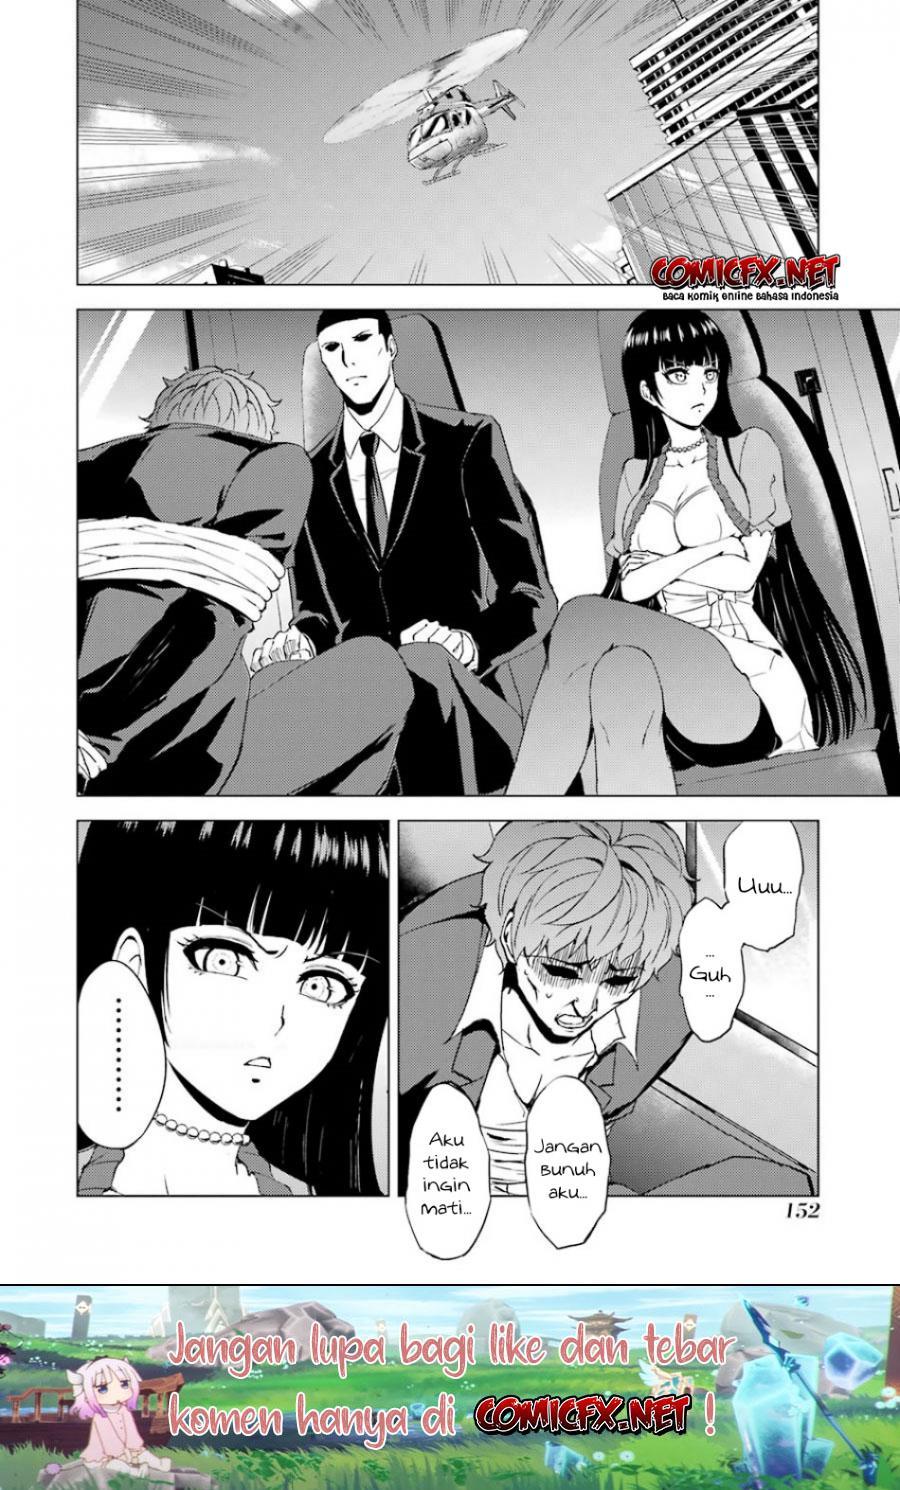 COMICFX.NET
Baca Komik Online Bahasa Indonesia
Uuu...
...
Guh
...
Jangan
bunuh
aku...
Aku
tidak
ingin
mati...
..........
152
Jangan lupa bagi like dan tebar
komen hanya di COMICFX.NET !